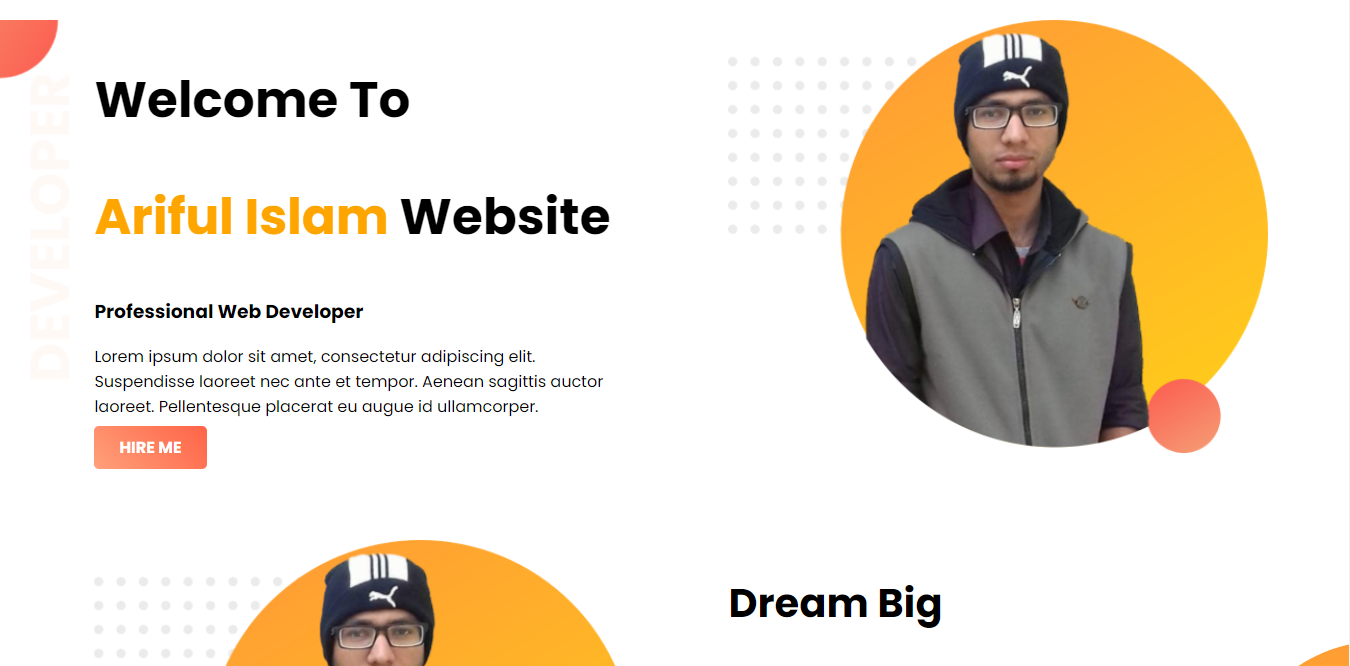 DEVELOPER
Welcome To
Ariful Islam Website
Professional Web Developer
Lorem ipsum dolor sit amet, consectetur adipiscing elit.
Suspendisse laoreet nec ante et tempor. Aenean sagittis auctor
laoreet. Pellentesque placerat eu augue id ullamcorper.
HIRE ME
Dream Big